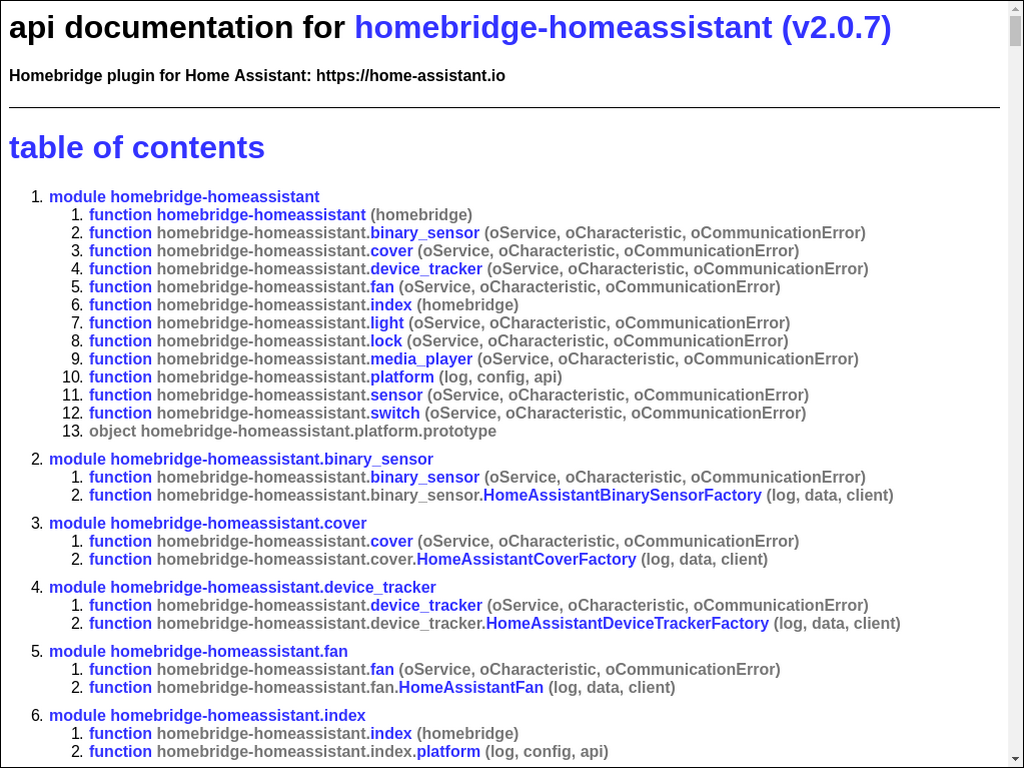 api documentation for homebridge-homeassistant (v2.0.7)
Homebridge plugin for Home Assistant: https://home-assistant.io
table of contents
1. module homebridge-homeassistant
1. function homebridge-homeassistant (homebridge)
2. function homebridge-homeassistant.binary_sensor (oService, oCharacteristic, oCommunicationError)
3. function homebridge-homeassistant.cover (oService, oCharacteristic, oCommunicationError)
4. function homebridge-homeassistant.device_tracker (oService, oCharacteristic, oCommunicationError)
5. function homebridge-homeassistant.fan (oService, oCharacteristic, oCommunicationError)
6. function homebridge-homeassistant.index (homebridge)
7. function homebridge-homeassistant.light (oService, oCharacteristic, oCommunicationError)
8. function homebridge-homeassistant.lock (oService, oCharacteristic, oCommunicationError)
9. function homebridge-homeassistant.media_player (oService, oCharacteristic, oCommunicationError)
10. function homebridge-homeassistant.platform (log, config, api)
11. function homebridge-homeassistant.sensor (oService, oCharacteristic, oCommunicationError)
12. function homebridge-homeassistant.switch (oService, oCharacteristic, oCommunicationError)
13. object homebridge-homeassistant.platform.prototype
2. module homebridge-homeassistant.binary_sensor
1. function homebridge-homeassistant.binary_sensor (oService, oCharacteristic, oCommunicationError)
2. function homebridge-homeassistant.binary_sensor.HomeAssistantBinarySensorFactory (log, data, client)
3. module homebridge-homeassistant.cover
1. function homebridge-homeassistant.cover (oService, oCharacteristic, oCommunicationError)
2. function homebridge-homeassistant.cover.HomeAssistantCoverFactory (log, data, client)
4. module homebridge-homeassistant.device_tracker
1. function homebridge-homeassistant.device_tracker (oService, oCharacteristic, oCommunicationError)
2. function homebridge-homeassistant.device_tracker.HomeAssistantDeviceTrackerFactory (log, data, client)
5. module homebridge-homeassistant.fan
1. function homebridge-homeassistant.fan (oService, oCharacteristic, oCommunicationError)
2. function homebridge-homeassistant.fan.HomeAssistantFan (log, data, client)
6. module homebridge-homeassistant.index
1. function homebridge-homeassistant.index (homebridge)
2. function homebridge-homeassistant.index.platform (log, config, api)